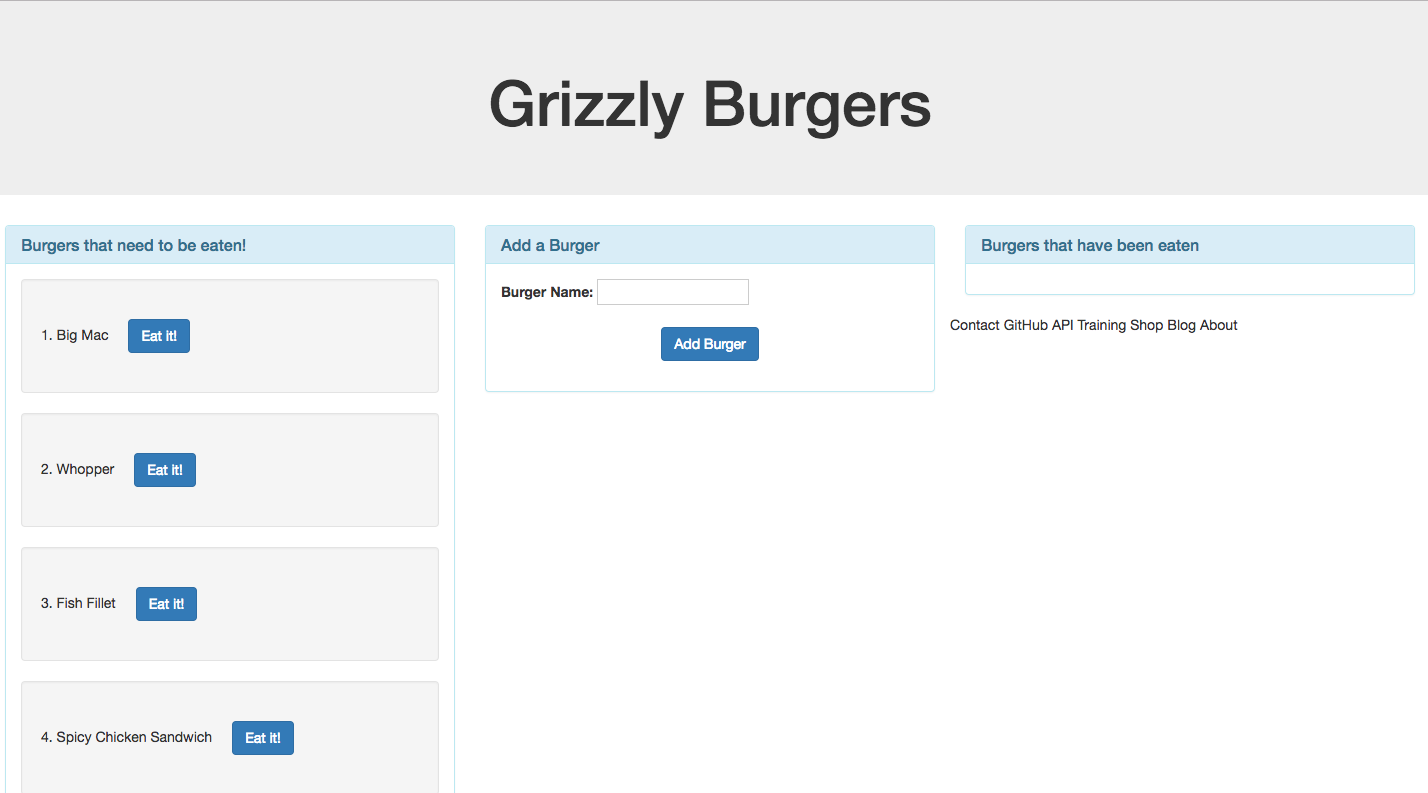 Grizzly Burgers
Burgers that need to be eaten!
1. Big Mac
Eat it!
2. Whopper
Eat it!
3. Fish Fillet
Eat it!
4. Spicy Chicken Sandwich
Eat it!
Add a Burger
Burger Name:
Add Burger
Burgers that have been eaten
Contact GitHub API Training Shop Blog About